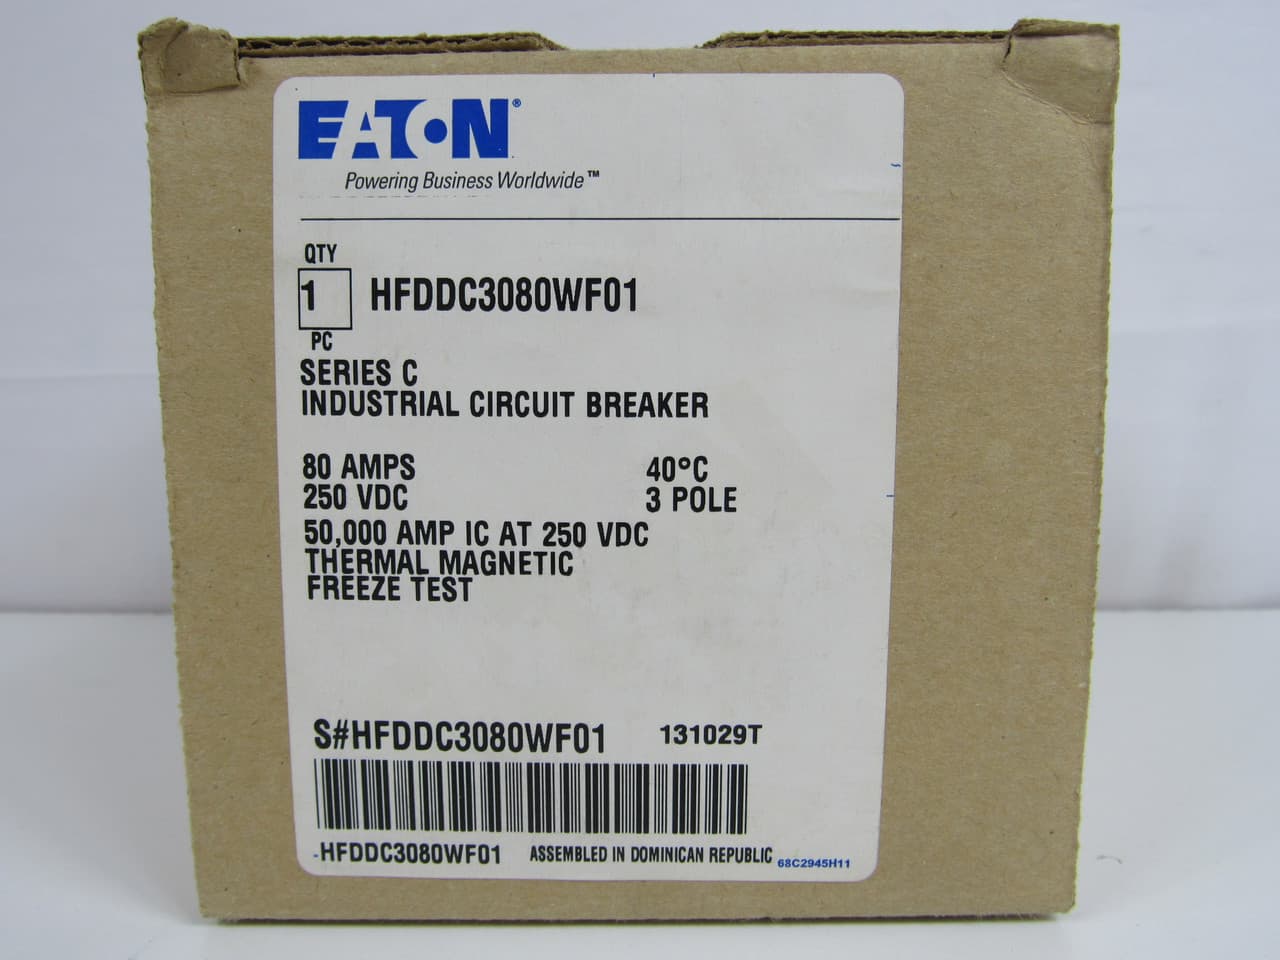 EATON®
Powering Business Worldwide™
QTY
1 HFDDC3080WF01
PC
SERIES C
INDUSTRIAL CIRCUIT BREAKER
80 AMPS 40°C
250 VDC 3 POLE
50,000 AMP IC AT 250 VDC
THERMAL MAGNETIC
FREEZE TEST
S#HFDDC3080WF01 131029T
-HFDDC3080WF01 ASSEMBLED IN DOMINICAN REPUBLIC 68C2945H11